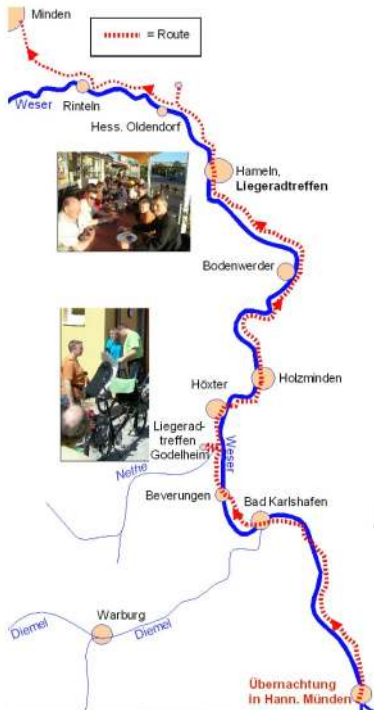 Minden
= Route
Weser
Rinteln
Hess. Oldendorf
Hameln,
Liegeradtreffen
Bodenwerder
Holzminden
Höxter
Liegerad-
treffen
Godelheim
Weser
Nethe
Beverungen
Bad Karlshafen
Warburg
Diemel
Diemel
Übernachtung
in Hann. Münden